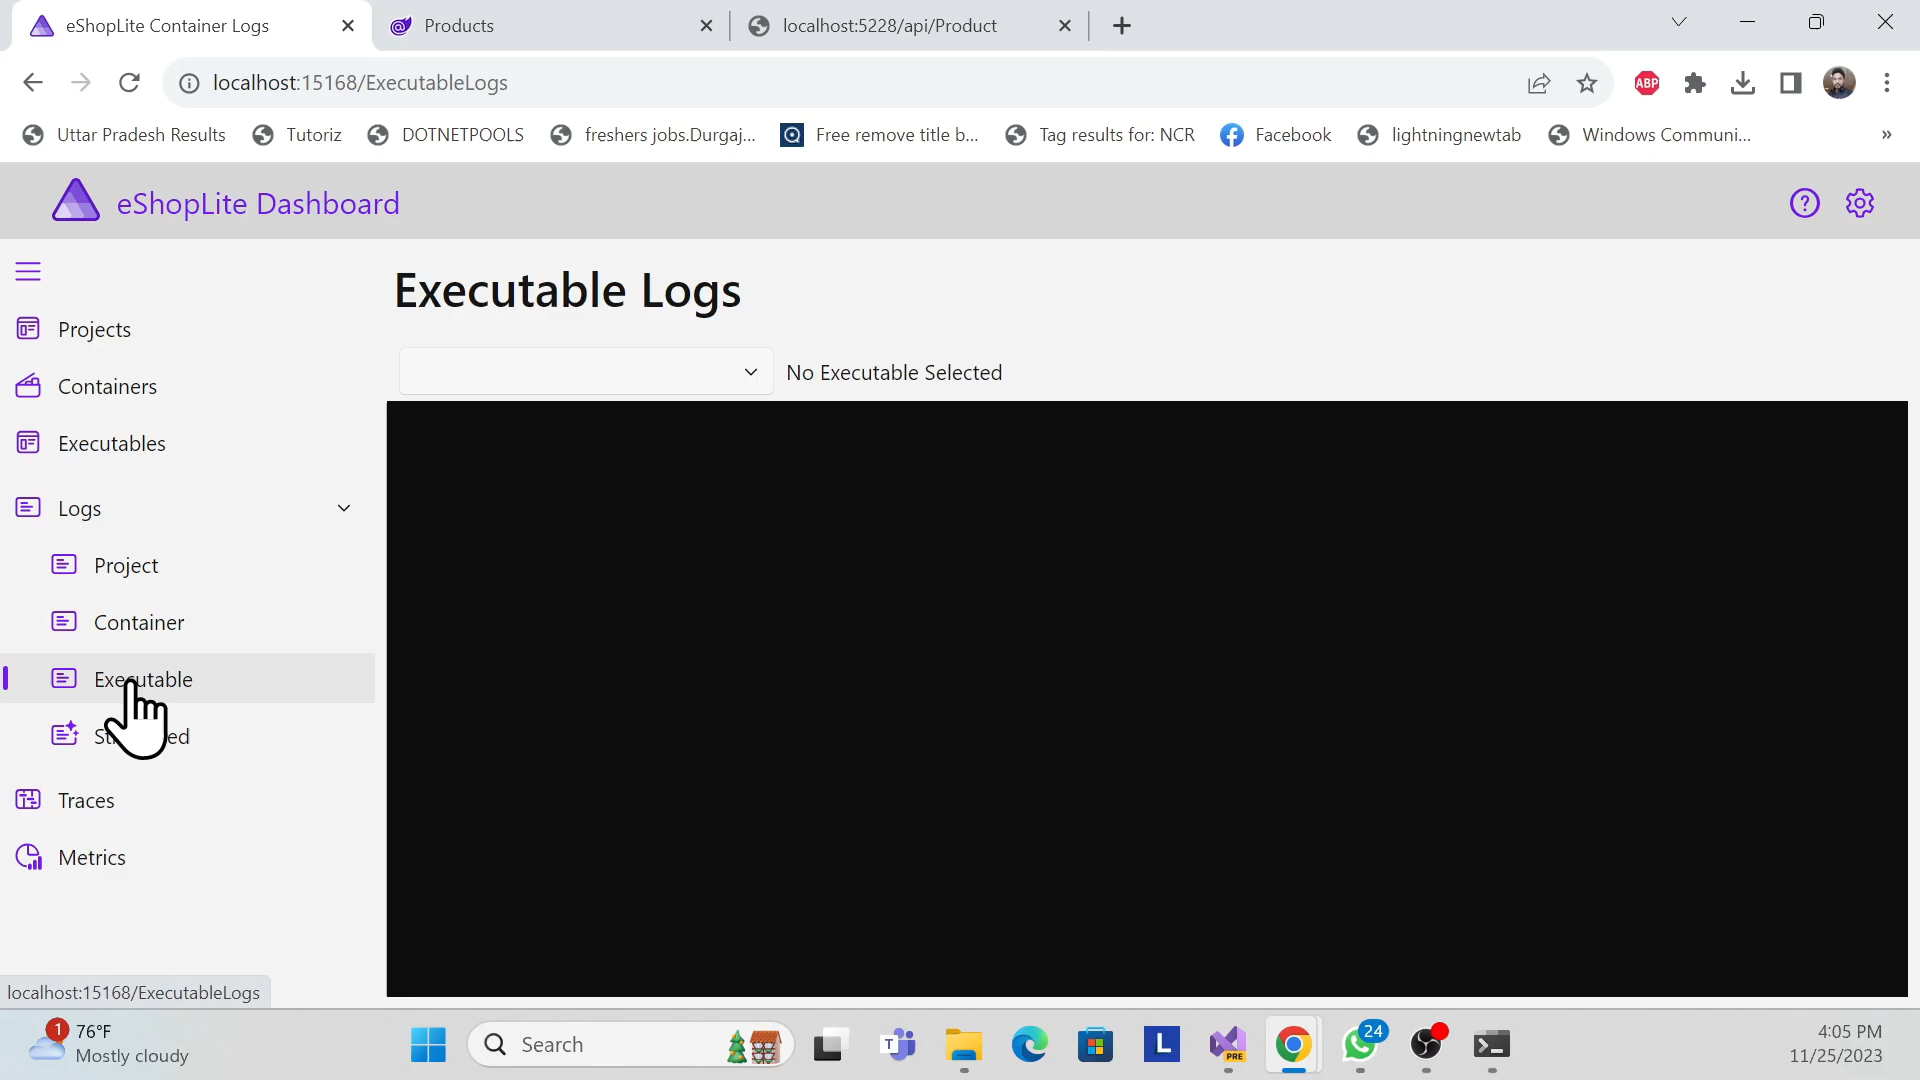 eShopLite Container Logs
Products
localhost:5228/api/Product
localhost:15168/ExecutableLogs
ABP
Uttar Pradesh Results
Tutoriz
DOTNETPOOLS
freshers jobs.Durgaj...
Free remove title b...
Tag results for: NCR
Facebook
lightningnewtab
Windows Communi...
»
eShopLite Dashboard
Executable Logs
No Executable Selected
Projects
Containers
Executables
Logs
Project
Container
Executable
Traces
Metrics
localhost:15168/ExecutableLogs
1
76°F
Mostly cloudy
Search
T
L
PRE
24
4:05 PM
11/25/2023